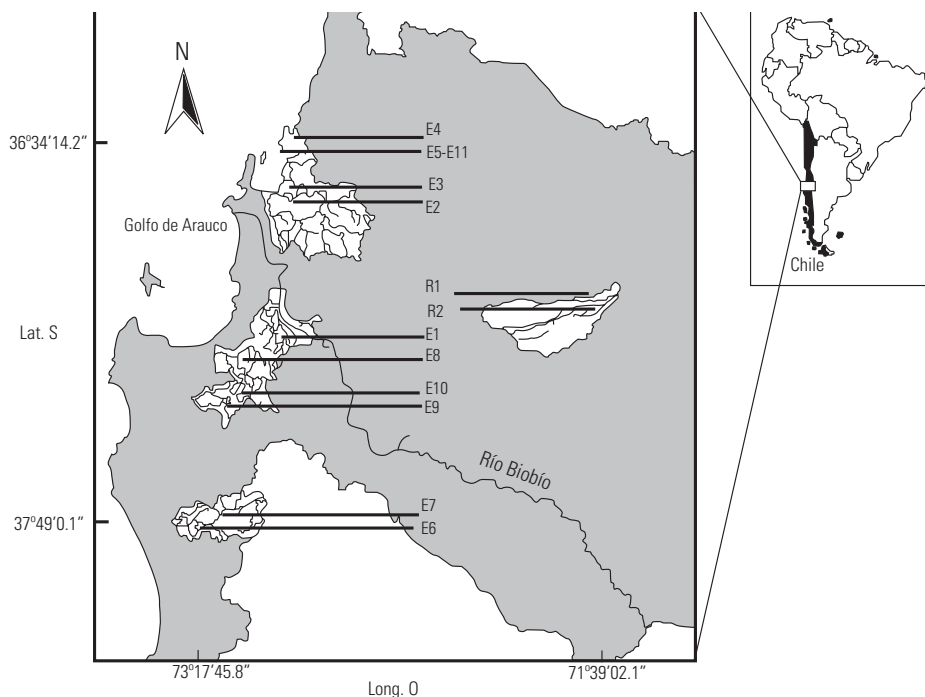 N
36º34’14.2”
E4
E5-E11
E3
E2
Golfo de Arauco
Chile
R1
R2
Lat. S
E1
E8
E10
E9
Río Biobío
37º49’0.1”
E7
E6
73º17’45.8”
71º39’02.1”
Long. O